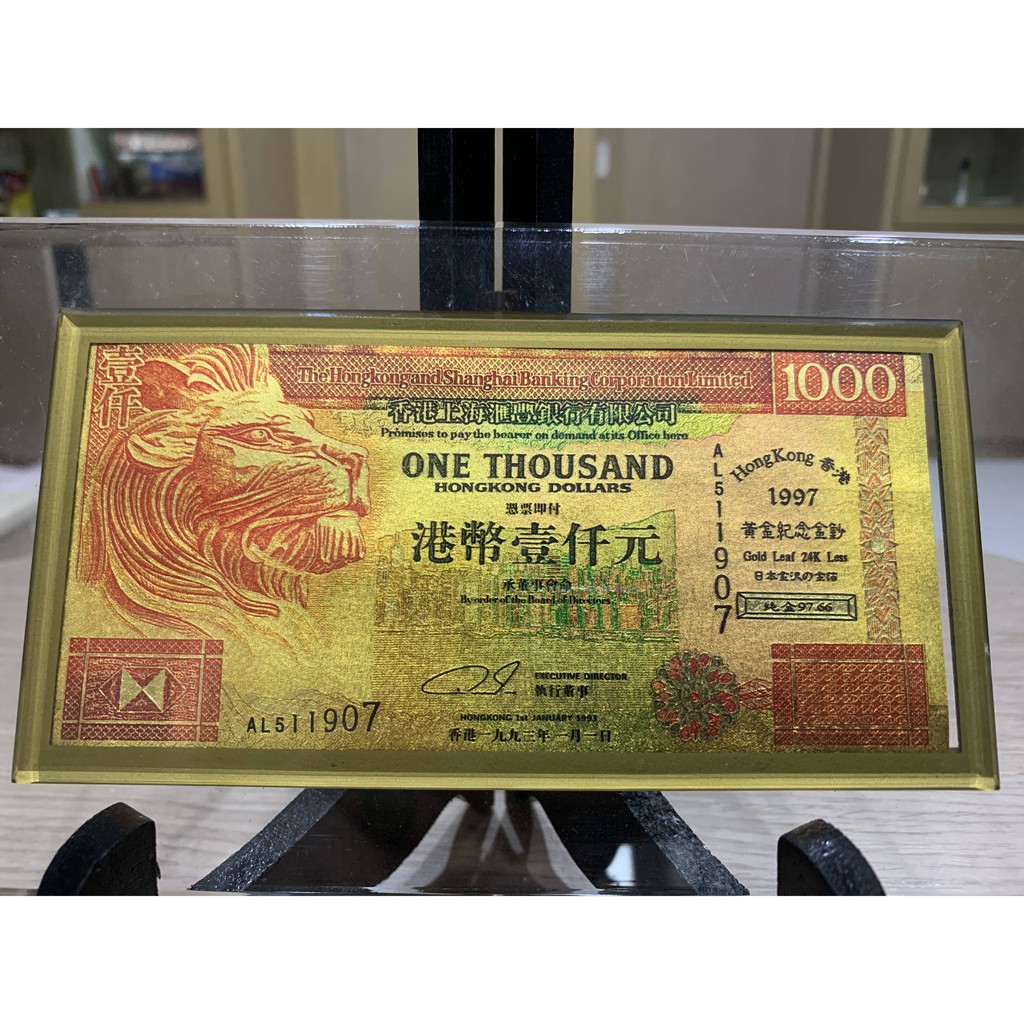 壹仟
The Hongkong and Shanghai Banking Corporation Limited
1000
香港上海滙豐銀行有限公司
Promises to pay the bearer on demand at its Office here
ONE THOUSAND
HONGKONG DOLLARS
憑票即付
港幣壹仟元
承董事會命
By order of the Board of Directors
EXECUTIVE DIRECTOR
執行董事
HONGKONG 1st JANUARY 1993
香港一九九三年一月一日
AL511907
AL511907
HongKong 香港
1997
黃金紀念金鈔
Gold Leaf 24K Less
日本金沢の金箔
純金97.66